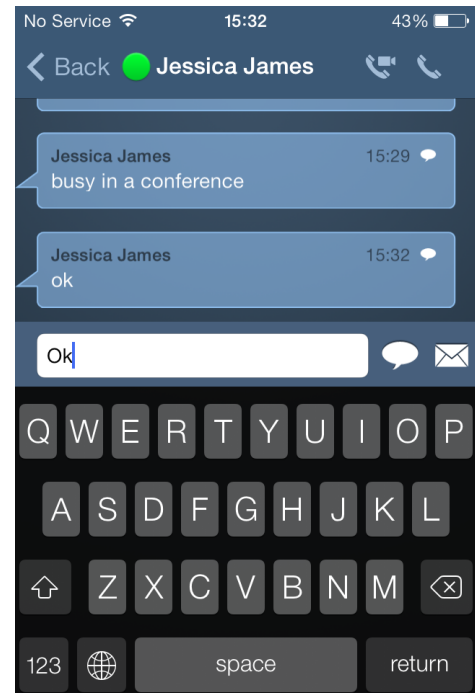 No Service 15:32 43%
Back Jessica James
Jessica James 15:29
busy in a conference
Jessica James 15:32
ok
Ok
Q W E R T Y U I O P
A S D F G H J K L
Z X C V B N M
123 space return